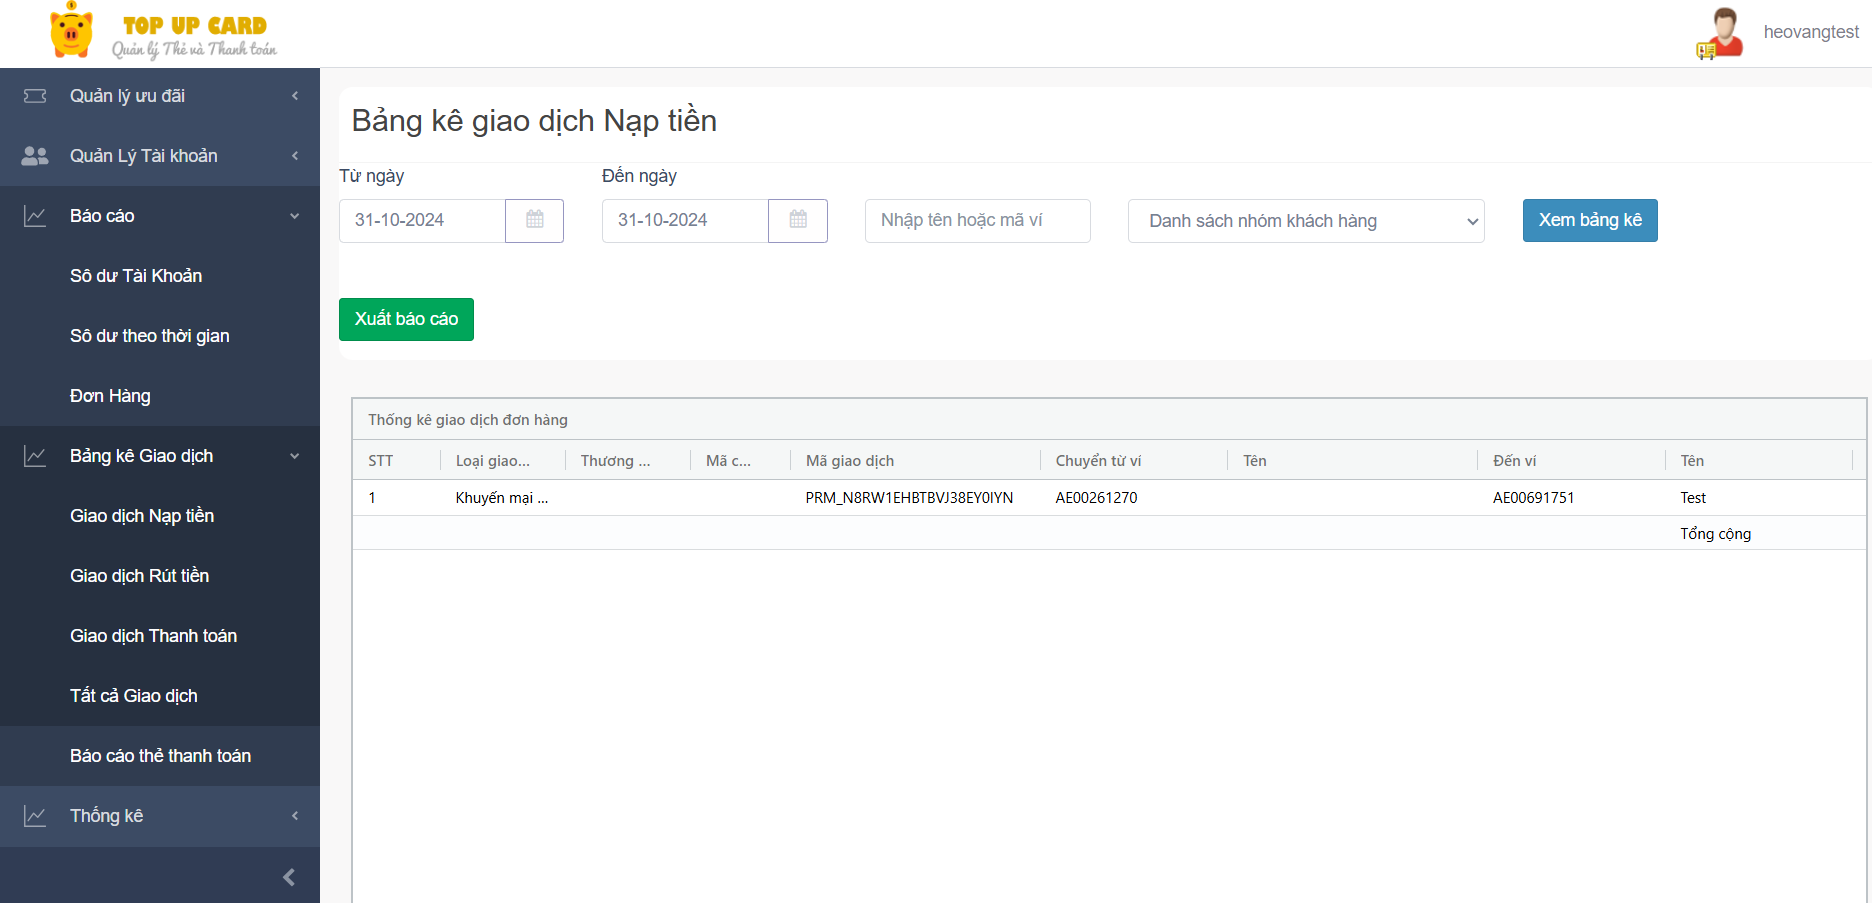 TOP UP CARD
Quản lý Thẻ và Thanh toán
heovangtest
Quản lý ưu đãi
Quản Lý Tài khoản
Báo cáo
Số dư Tài Khoản
Số dư theo thời gian
Đơn Hàng
Bảng kê Giao dịch
Giao dịch Nạp tiền
Giao dịch Rút tiền
Giao dịch Thanh toán
Tất cả Giao dịch
Báo cáo thẻ thanh toán
Thống kê
Bảng kê giao dịch Nạp tiền
Từ ngày Đến ngày
31-10-2024 31-10-2024 Nhập tên hoặc mã ví Danh sách nhóm khách hàng Xem bảng kê
Xuất báo cáo
Thống kê giao dịch đơn hàng
STT Loại giao... Thương ... Mã c... Mã giao dịch Chuyển từ ví Tên Đến ví Tên
1 Khuyến mại ... PRM_N8RW1EHBTBVJ38EY0IYN AE00261270 AE00691751 Test
Tổng cộng